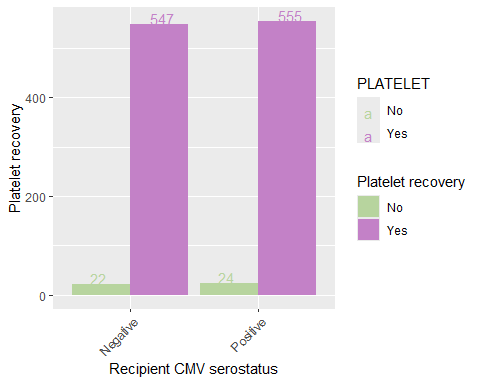 547
555
22
24
400
200
0
Platelet recovery
Negative
Positive
Recipient CMV serostatus
PLATELET
a No
a Yes
Platelet recovery
No
Yes